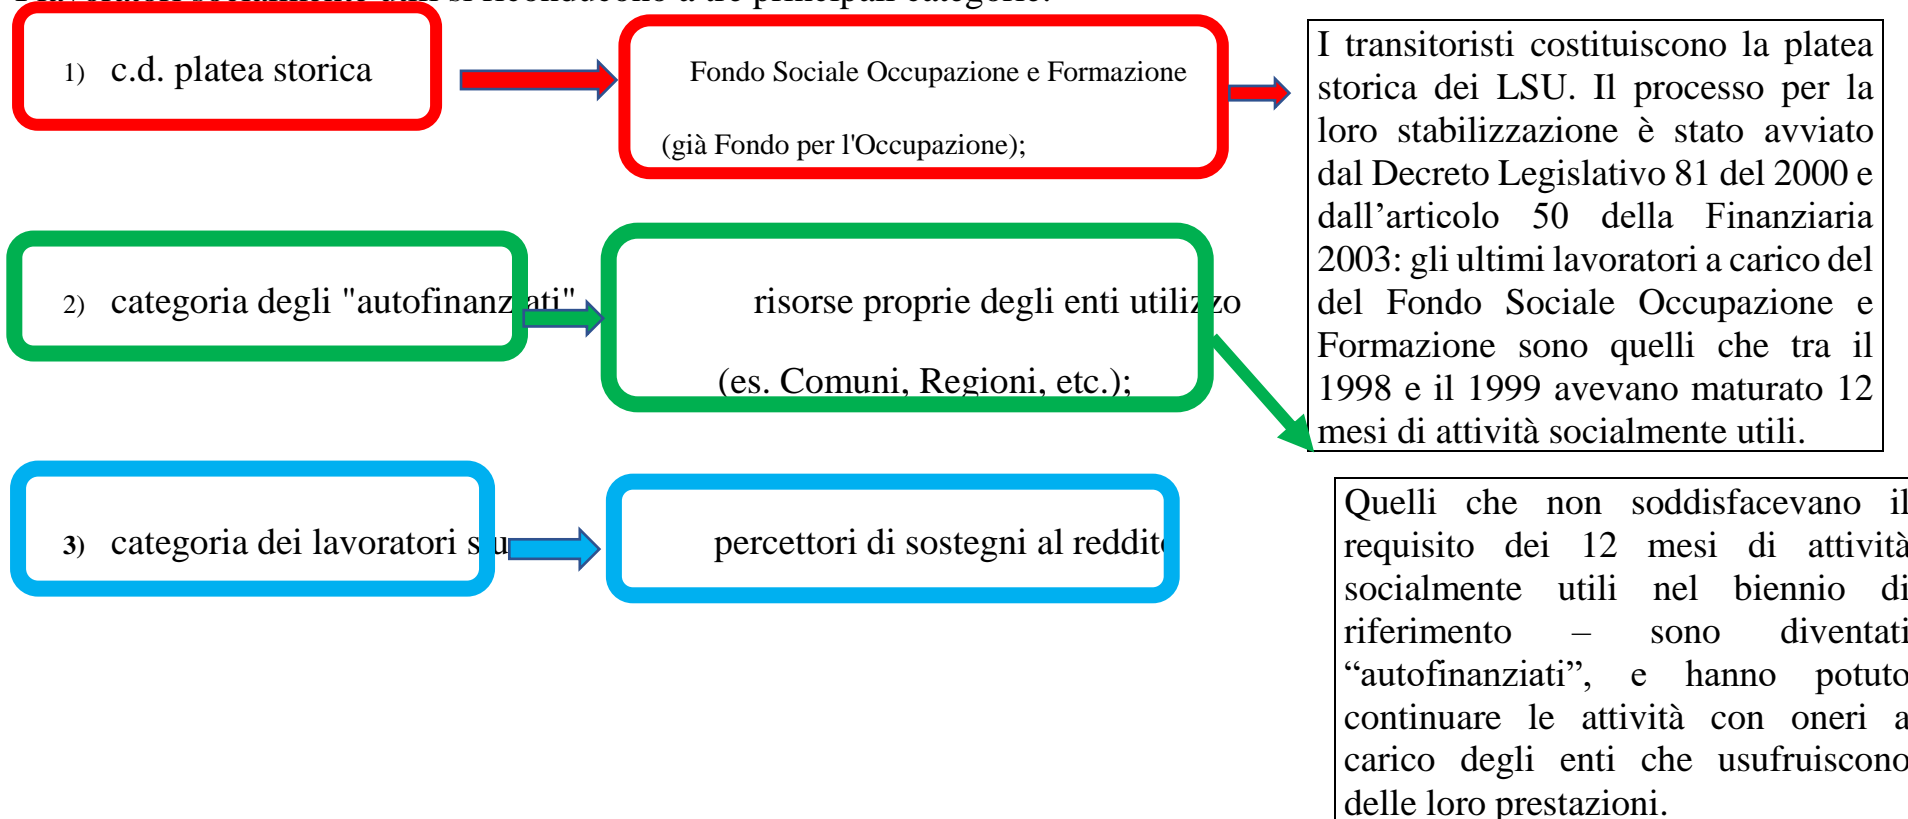 1) c.d. platea storica
Fondo Sociale Occupazione e Formazione
(già Fondo per l'Occupazione);
I transitoristi costituiscono la platea
storica dei LSU. Il processo per la
loro stabilizzazione è stato avviato
dal Decreto Legislativo 81 del 2000 e
dall’articolo 50 della Finanziaria
2003: gli ultimi lavoratori a carico del
del Fondo Sociale Occupazione e
Formazione sono quelli che tra il
1998 e il 1999 avevano maturato 12
mesi di attività socialmente utili.
2) categoria degli "autofinanziati"
risorse proprie degli enti utilizzo
(es. Comuni, Regioni, etc.);
3) categoria dei lavoratori
percettori di sostegni al reddito
Quelli che non soddisfacevano il
requisito dei 12 mesi di attività
socialmente utili nel biennio di
riferimento – sono diventati
“autofinanziati”, e hanno potuto
continuare le attività con oneri a
carico degli enti che usufruiscono
delle loro prestazioni.